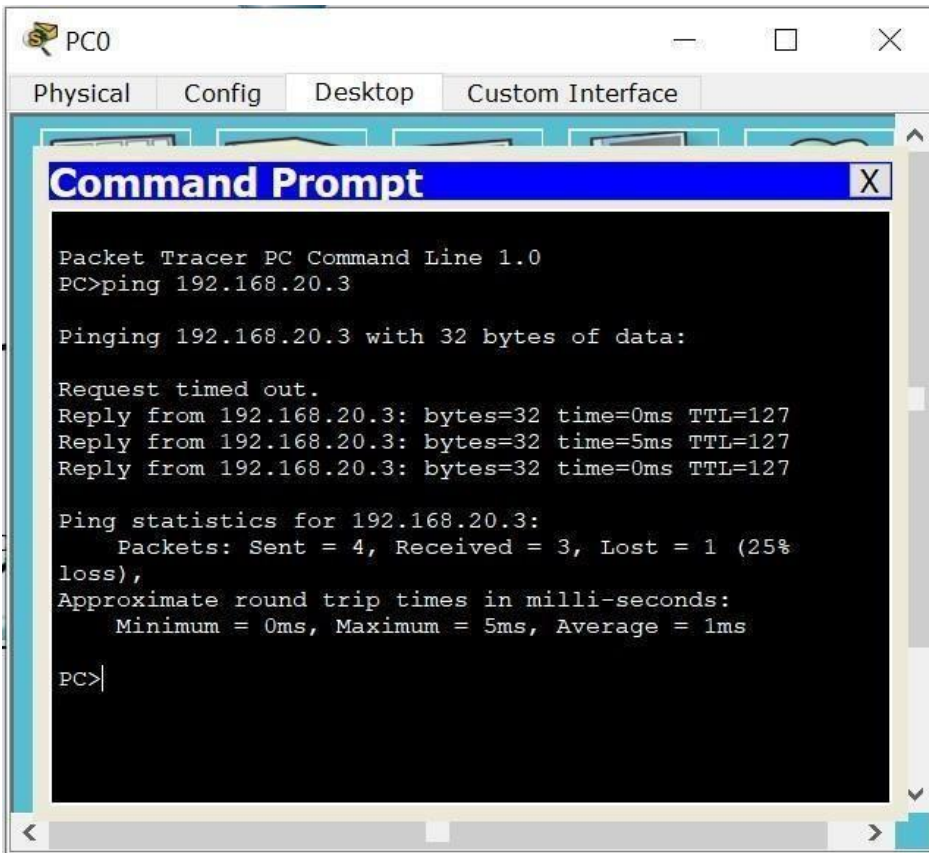 PC0
Physical Config Desktop Custom Interface
Command Prompt
X
Packet Tracer PC Command Line 1.0
PC>ping 192.168.20.3
Pinging 192.168.20.3 with 32 bytes of data:
Request timed out.
Reply from 192.168.20.3: bytes=32 time=0ms TTL=127
Reply from 192.168.20.3: bytes=32 time=5ms TTL=127
Reply from 192.168.20.3: bytes=32 time=0ms TTL=127
Ping statistics for 192.168.20.3:
Packets: Sent = 4, Received = 3, Lost = 1 (25%
loss),
Approximate round trip times in milli-seconds:
Minimum = 0ms, Maximum = 5ms, Average = 1ms
PC>